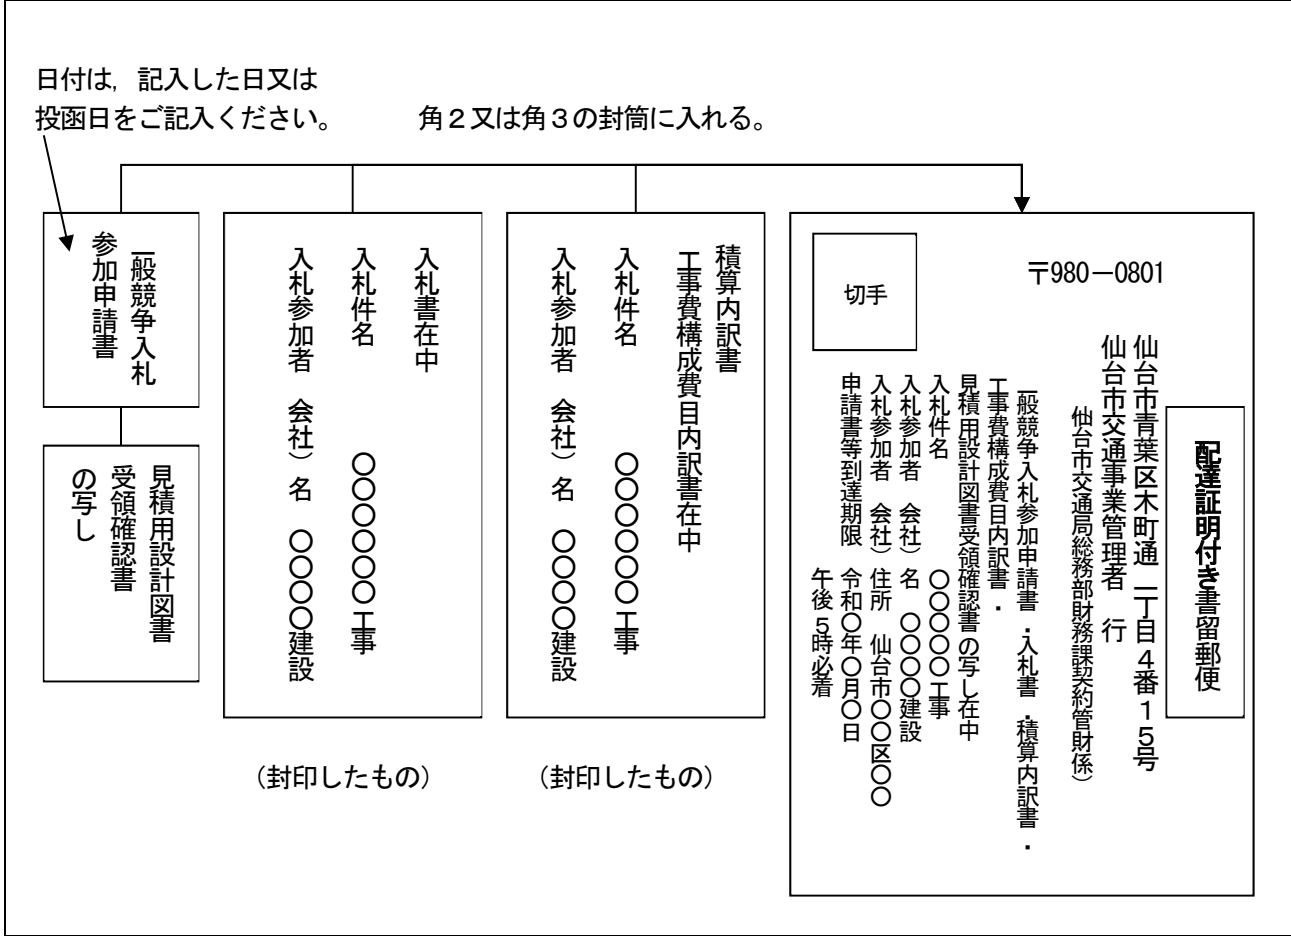 日付は，記入した日又は
投函日をご記入ください。
角２又は角３の封筒に入れる。
一般競争入札
参加申請書
見積用設計図書
受領確認書
の写し
入札書在中
入札件名　〇〇〇〇〇〇工事
入札参加者　会社）名　〇〇〇〇建設
（封印したもの）
積算内訳書
工事費構成費目内訳書在中
入札件名　〇〇〇〇〇〇工事
入札参加者　会社）名　〇〇〇〇建設
（封印したもの）
切手
〒980－0801
配達証明付き書留郵便
仙台市青葉区木町通一丁目４番１５号
仙台市交通事業管理者　行
仙台市交通局総務部財務課契約管財係）
一般競争入札参加申請書・入札書・積算内訳書・
工事費構成費目内訳書・
見積用設計図書受領確認書の写し在中
入札件名　〇〇〇〇〇工事
入札参加者　会社）名　〇〇〇〇建設
入札参加者　会社）住所　仙台市〇〇区〇〇
申請書等到達期限　令和〇年〇月〇日
午後５時必着